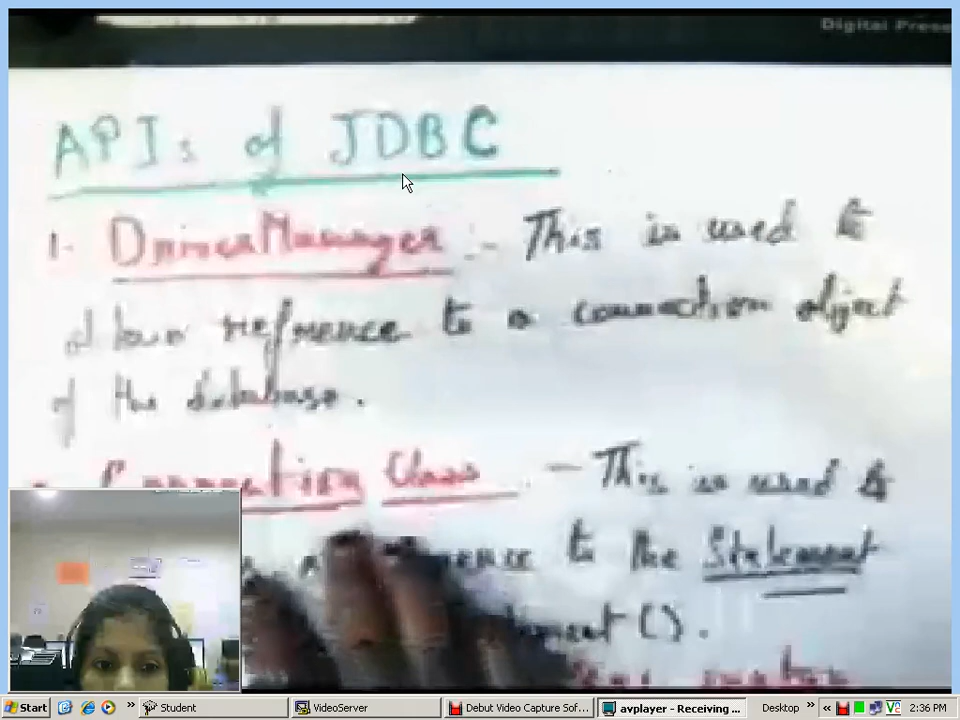 Digital Prese
APIs of JDBC
1. DriverManager :- This is used to
obtain reference to a connection object
of the database.
Connection Class - This is used to
reference to the Statement
().
Start
Student
VideoServer
Debut Video Capture Sof...
avplayer - Receiving ...
Desktop
2:36 PM